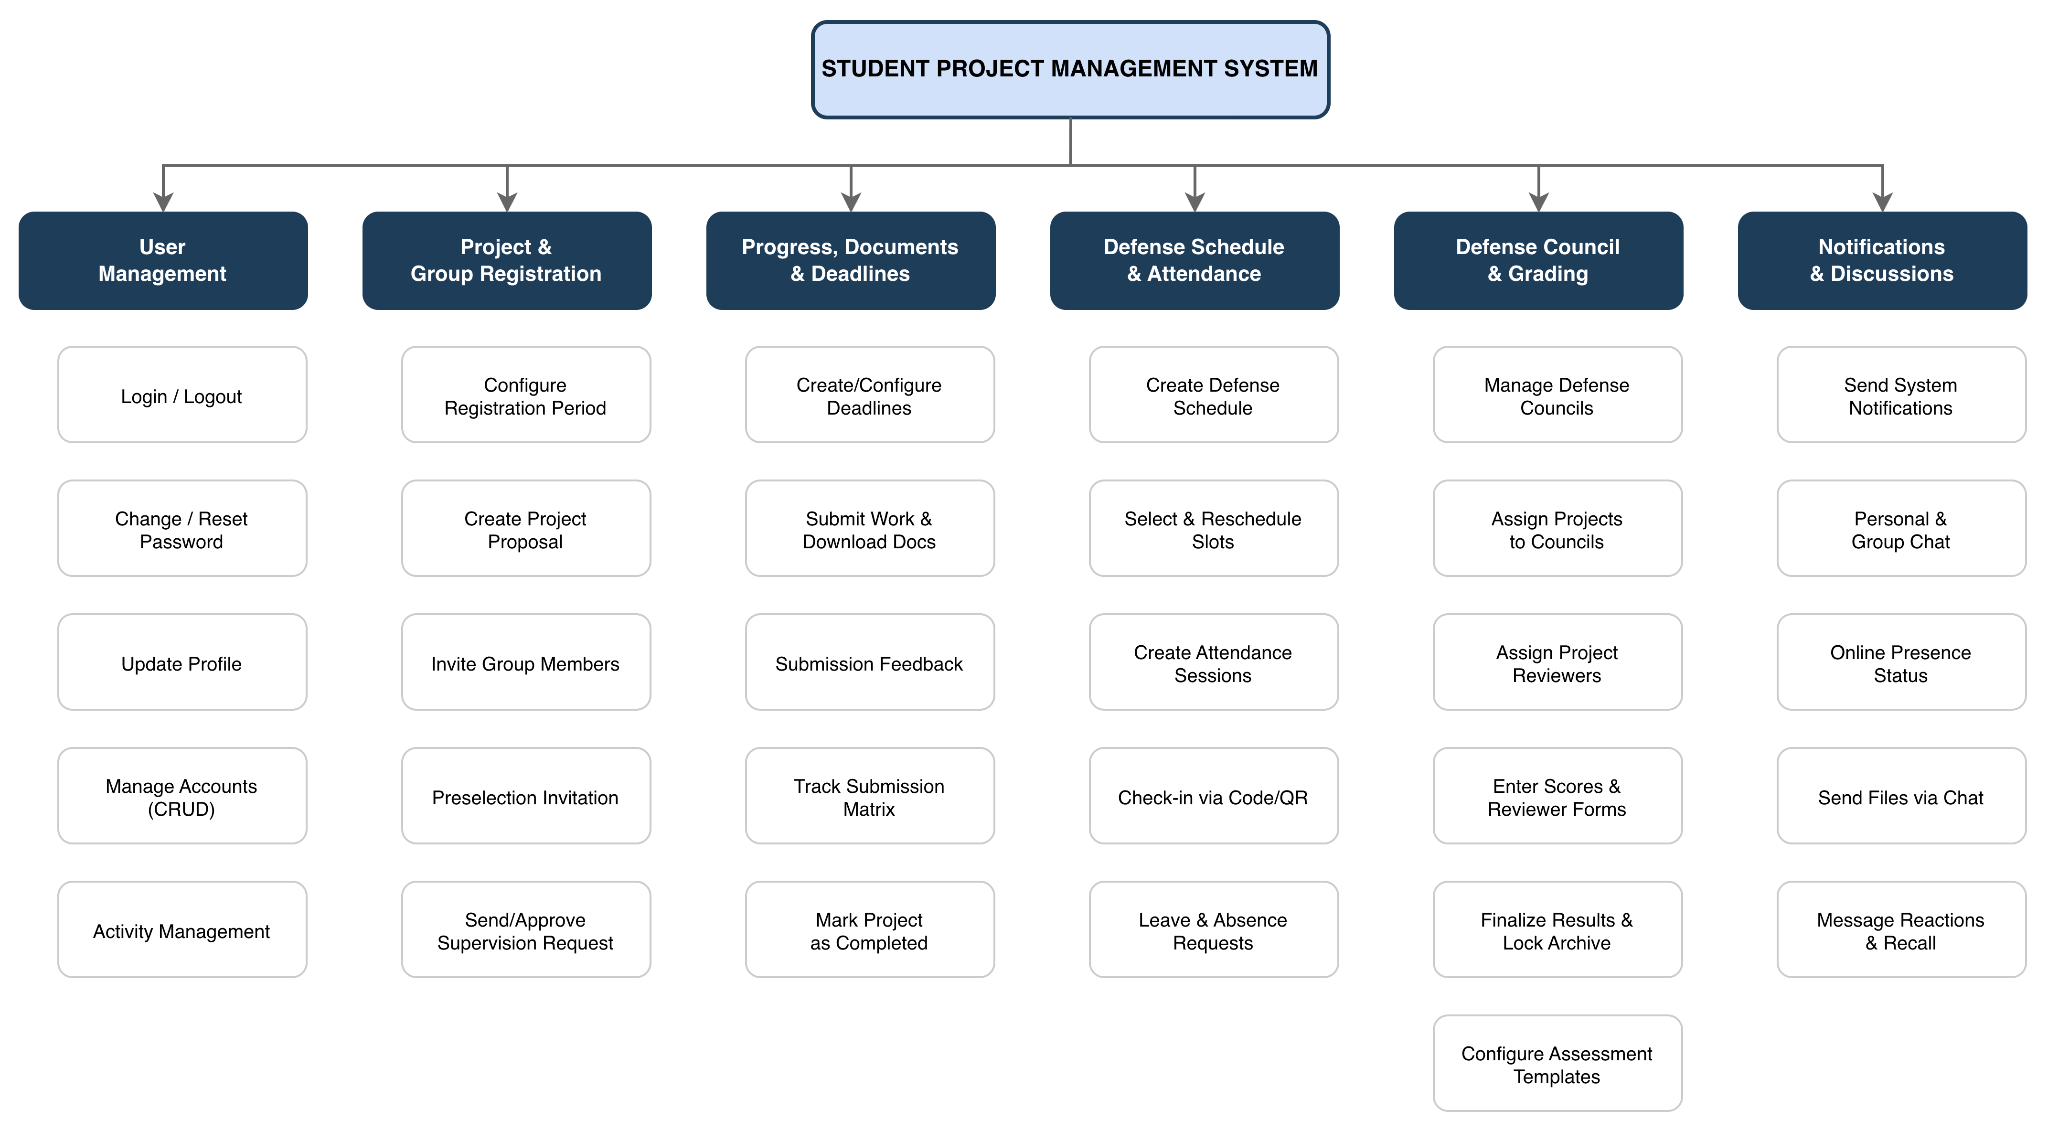 STUDENT PROJECT MANAGEMENT SYSTEM
User
Management
Project &
Group Registration
Progress, Documents
& Deadlines
Defense Schedule
& Attendance
Defense Council
& Grading
Notifications
& Discussions
Login / Logout
Configure
Registration Period
Create/Configure
Deadlines
Create Defense
Schedule
Manage Defense
Councils
Send System
Notifications
Change / Reset
Password
Create Project
Proposal
Submit Work &
Download Docs
Select & Reschedule
Slots
Assign Projects
to Councils
Personal &
Group Chat
Update Profile
Invite Group Members
Submission Feedback
Create Attendance
Sessions
Assign Project
Reviewers
Online Presence
Status
Manage Accounts
(CRUD)
Preselection Invitation
Track Submission
Matrix
Check-in via Code/QR
Enter Scores &
Reviewer Forms
Send Files via Chat
Activity Management
Send/Approve
Supervision Request
Mark Project
as Completed
Leave & Absence
Requests
Finalize Results &
Lock Archive
Message Reactions
& Recall
Configure Assessment
Templates